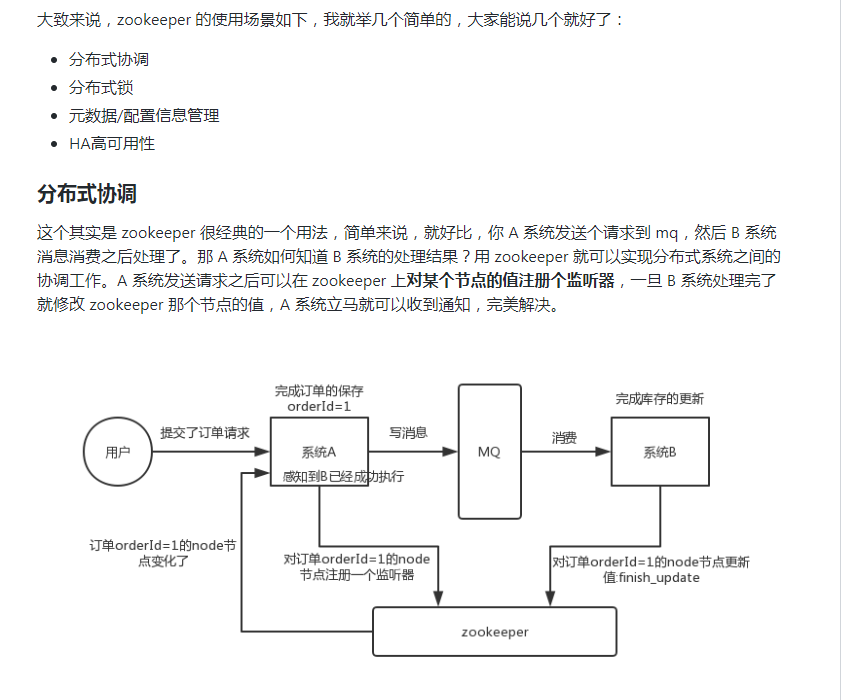 大致来说，zookeeper 的使用场景如下，我就举几个简单的，大家能说几个就好了：
分布式协调
分布式锁
元数据/配置信息管理
HA高可用性
分布式协调
这个其实是 zookeeper 很经典的一个用法，简单来说，就好比，你 A 系统发送个请求到 mq，然后 B 系统
消息消费之后处理了。那 A 系统如何知道 B 系统的处理结果？用 zookeeper 就可以实现分布式系统之间的
协调工作。A 系统发送请求之后可以在 zookeeper 上对某个节点的值注册个监听器，一旦 B 系统处理完了
就修改 zookeeper 那个节点的值，A 系统立马就可以收到通知，完美解决。
完成订单的保存
orderId=1
完成库存的更新
用户
提交了订单请求
系统A
写消息
MQ
消费
系统B
感知到B已经成功执行
订单orderId=1的node节
点变化了
对订单orderId=1的node
节点注册一个监听器
对订单orderId=1的node节点更新
值:finish_update
zookeeper